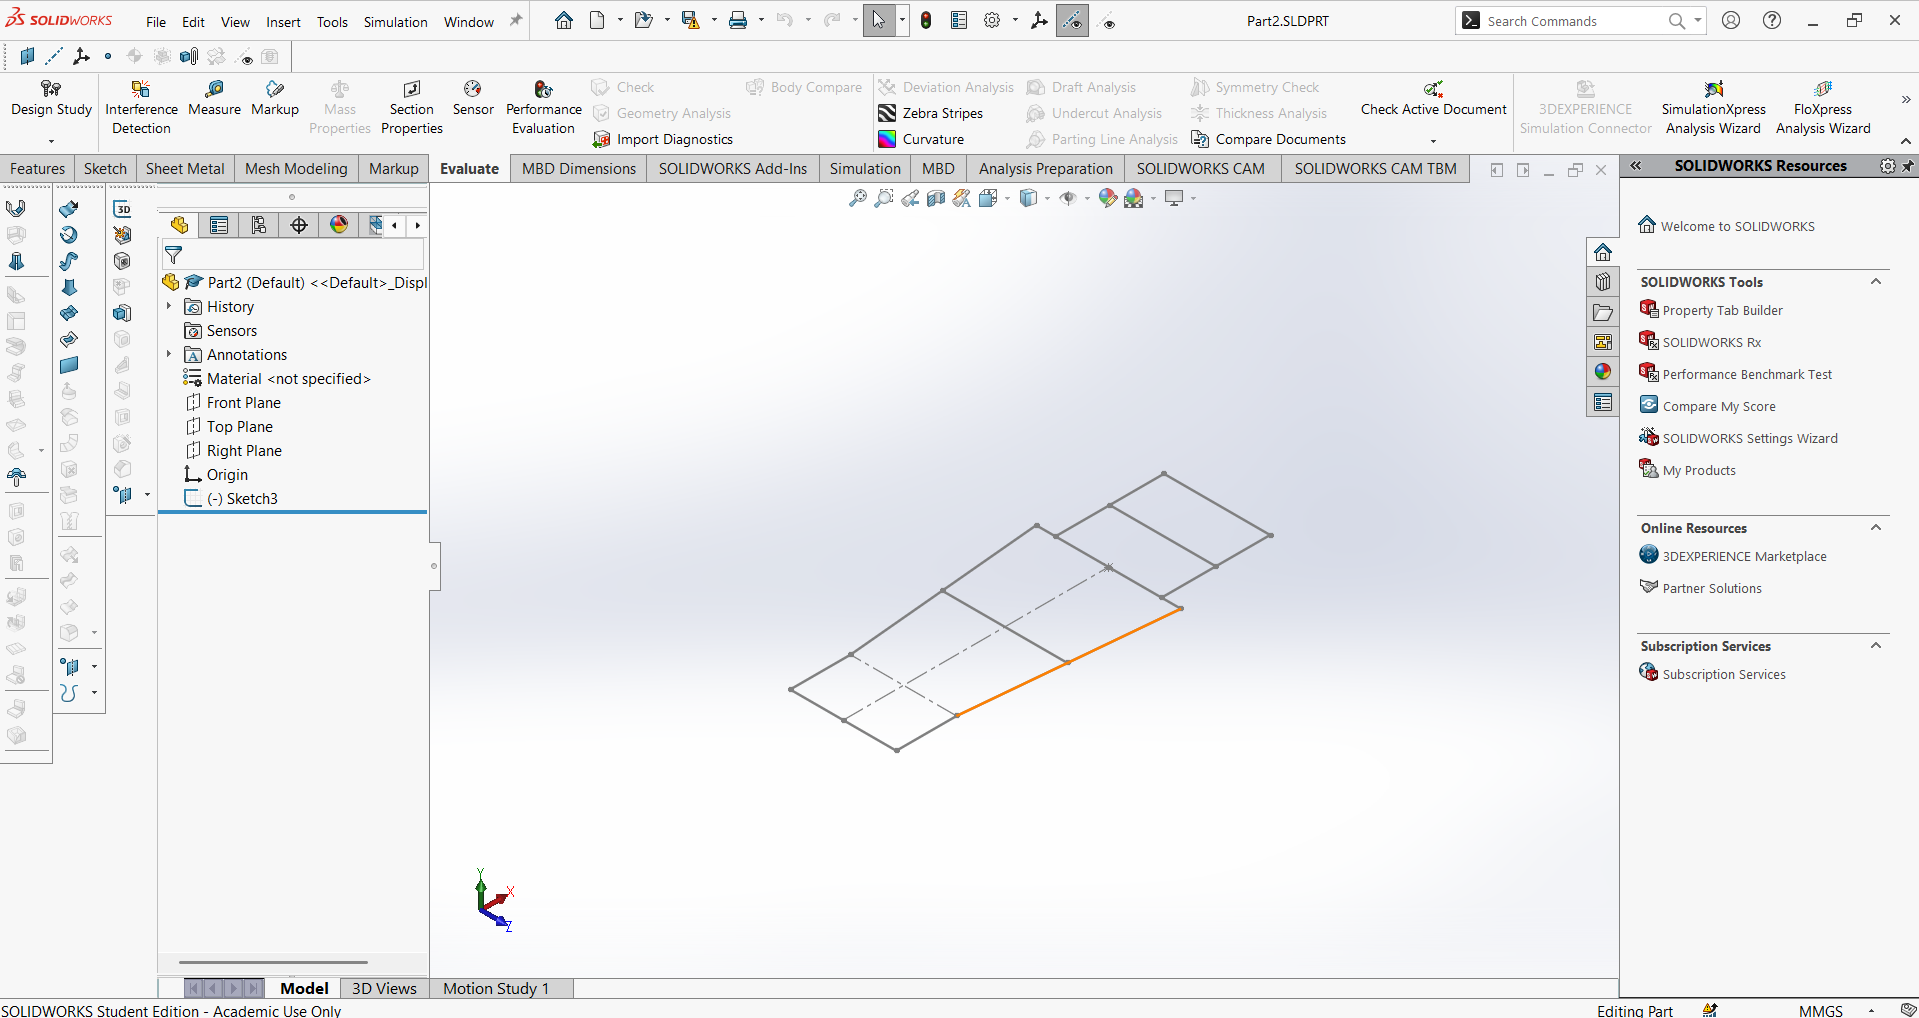 SOLIDWORKS File Edit View Insert Tools Simulation Window Part2.SLDPRT Search Commands
Design Study
Interference Detection
Measure
Markup
Mass Properties
Section Properties
Sensor
Performance Evaluation
Check
Geometry Analysis
Import Diagnostics
Body Compare
Deviation Analysis
Zebra Stripes
Curvature
Draft Analysis
Undercut Analysis
Parting Line Analysis
Symmetry Check
Thickness Analysis
Compare Documents
Check Active Document
3DEXPERIENCE
Simulation Connector
SimulationXpress
Analysis Wizard
FloXpress
Analysis Wizard
Features Sketch Sheet Metal Mesh Modeling Markup Evaluate MBD Dimensions SOLIDWORKS Add-Ins Simulation MBD Analysis Preparation SOLIDWORKS CAM SOLIDWORKS CAM TBM
3D
Part2 (Default) <<Default>_Displ
History
Sensors
A Annotations
Material <not specified>
Front Plane
Top Plane
Right Plane
Origin
(-) Sketch3
Y
X
Z
SOLIDWORKS Resources
Welcome to SOLIDWORKS
SOLIDWORKS Tools
Property Tab Builder
SOLIDWORKS Rx
Performance Benchmark Test
Compare My Score
SOLIDWORKS Settings Wizard
My Products
Online Resources
3DEXPERIENCE Marketplace
Partner Solutions
Subscription Services
Subscription Services
Model 3D Views Motion Study 1
SOLIDWORKS Student Edition - Academic Use Only Editing Part MMGS